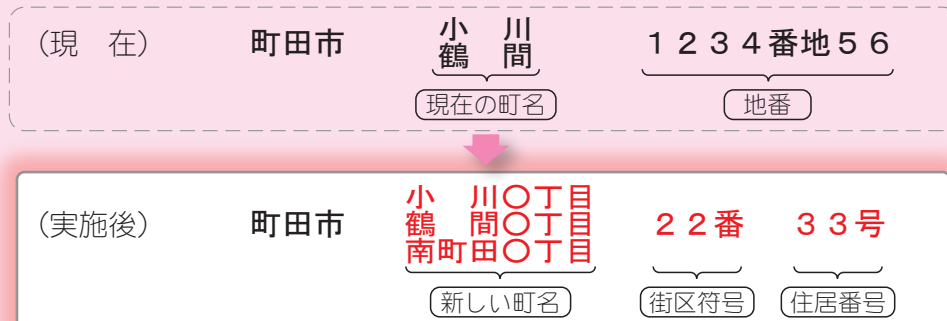 (現 在) 町田市 小 川 1234番地56
鶴 間
現在の町名 地番
小 川〇丁目
(実施後) 町田市 鶴 間〇丁目 22番 33号
南町田〇丁目
新しい町名 街区符号 住居番号